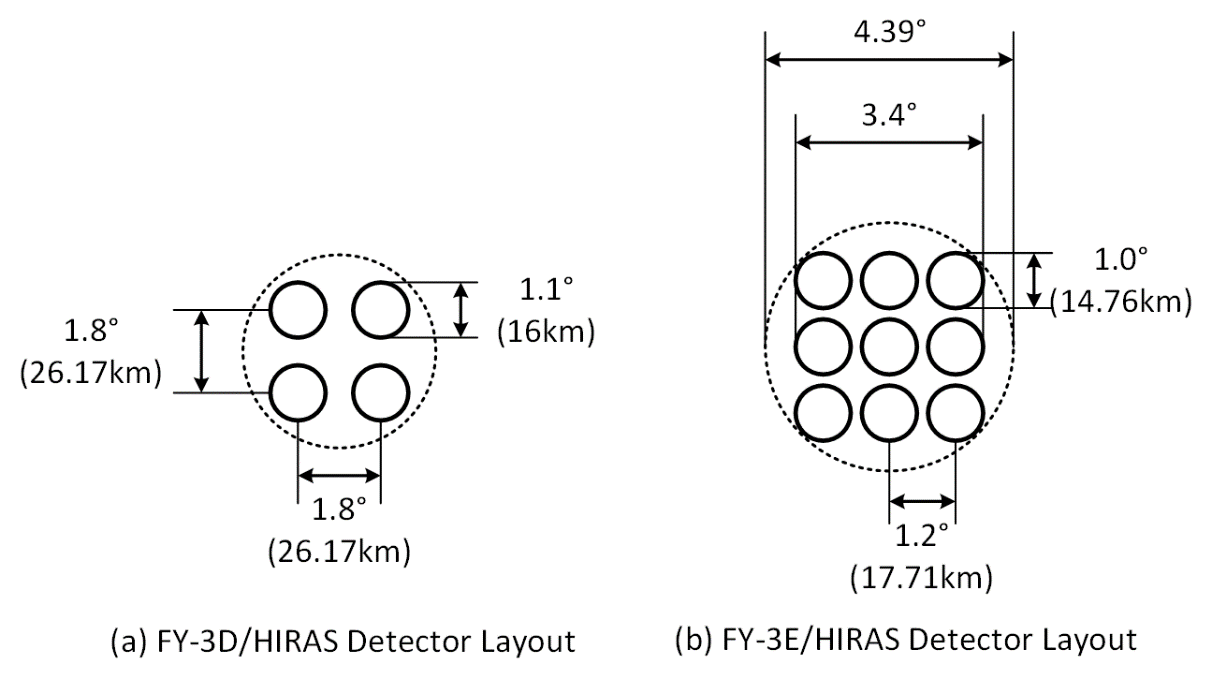 4.39°
3.4°
1.0°
(14.76km)
1.1°
(16km)
1.8°
(26.17km)
1.8°
(26.17km)
1.2°
(17.71km)
(a) FY-3D/HIRAS Detector Layout
(b) FY-3E/HIRAS Detector Layout